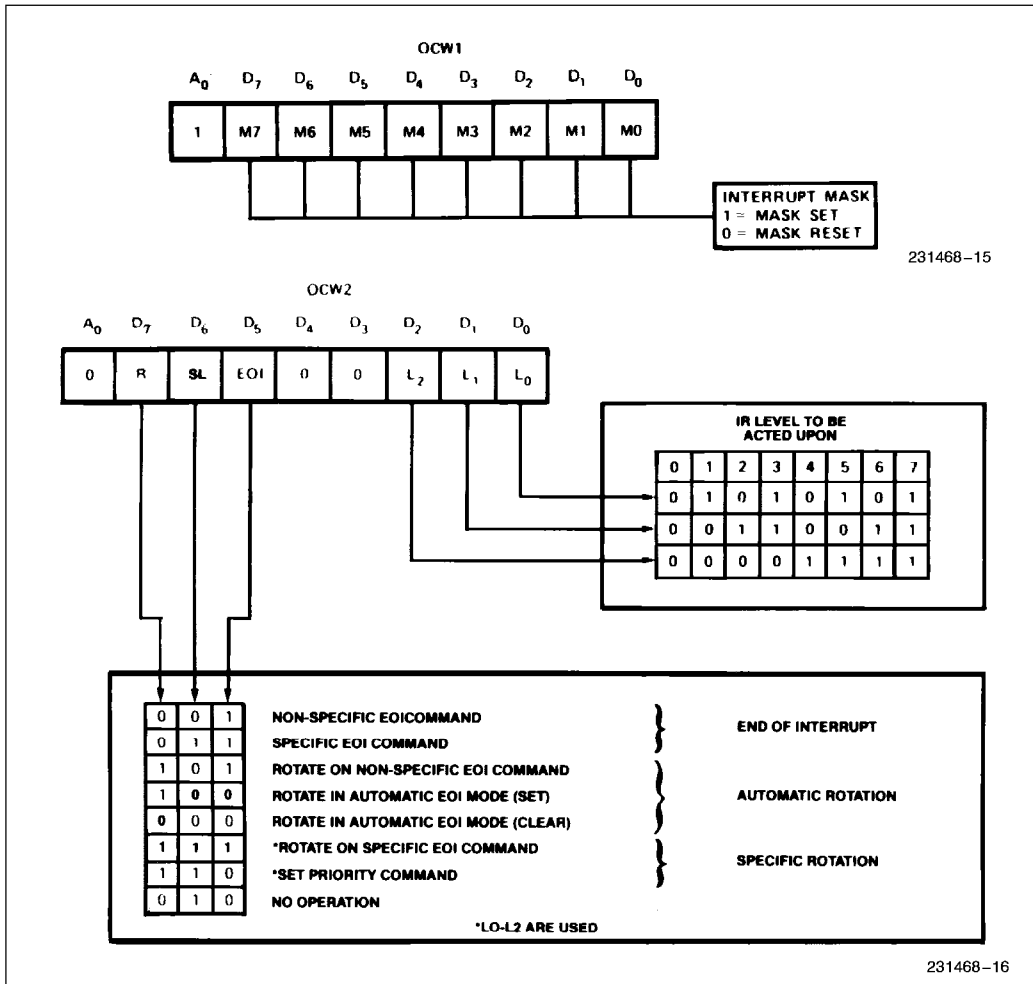 OCW1
A0 D7 D6 D5 D4 D3 D2 D1 D0
1 M7 M6 M5 M4 M3 M2 M1 M0
INTERRUPT MASK
1 = MASK SET
0 = MASK RESET
231468–15
OCW2
A0 D7 D6 D5 D4 D3 D2 D1 D0
0 R SL EOI 0 0 L2 L1 L0
IR LEVEL TO BE
ACTED UPON
0 1 2 3 4 5 6 7
0 1 0 1 0 1 0 1
0 0 1 1 0 0 1 1
0 0 0 0 1 1 1 1
0 0 1 NON-SPECIFIC EOICOMMAND
0 1 1 SPECIFIC EOI COMMAND
END OF INTERRUPT
1 0 1 ROTATE ON NON-SPECIFIC EOI COMMAND
1 0 0 ROTATE IN AUTOMATIC EOI MODE (SET)
0 0 0 ROTATE IN AUTOMATIC EOI MODE (CLEAR)
AUTOMATIC ROTATION
1 1 1 *ROTATE ON SPECIFIC EOI COMMAND
1 1 0 *SET PRIORITY COMMAND
SPECIFIC ROTATION
0 1 0 NO OPERATION
*LO-L2 ARE USED
231468–16